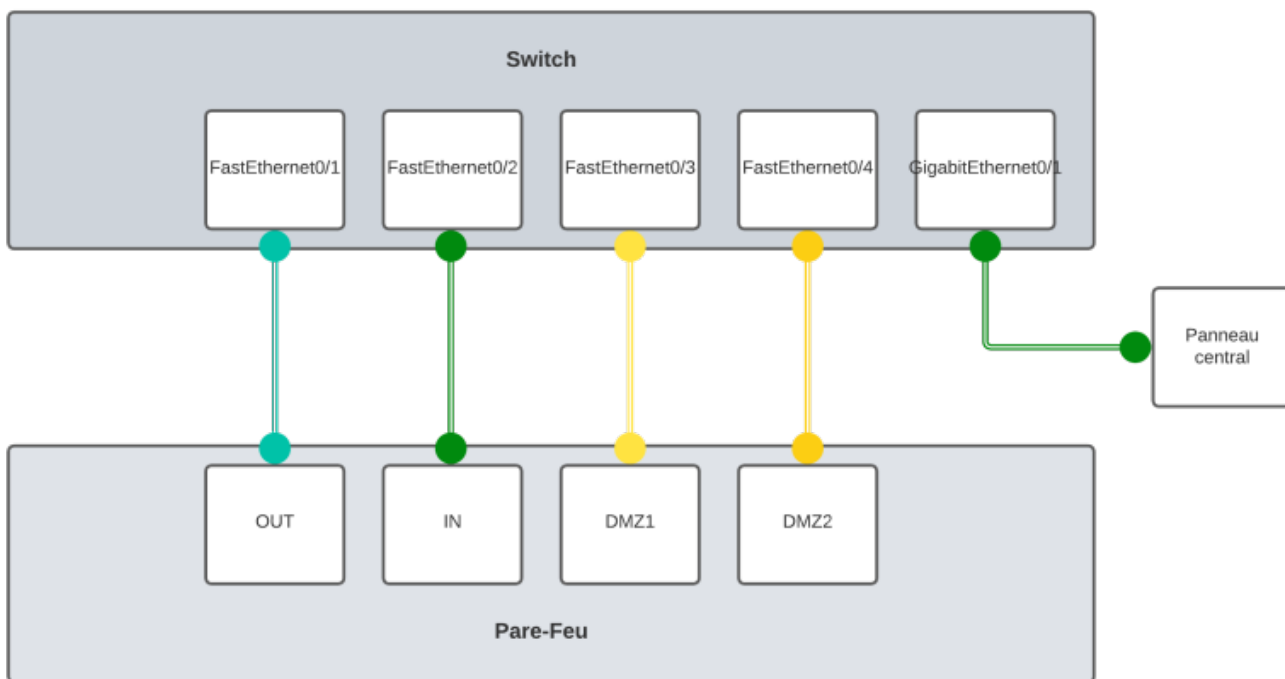 Switch
FastEthernet0/1
FastEthernet0/2
FastEthernet0/3
FastEthernet0/4
GigabitEthernet0/1
Panneau
central
OUT
IN
DMZ1
DMZ2
Pare-Feu